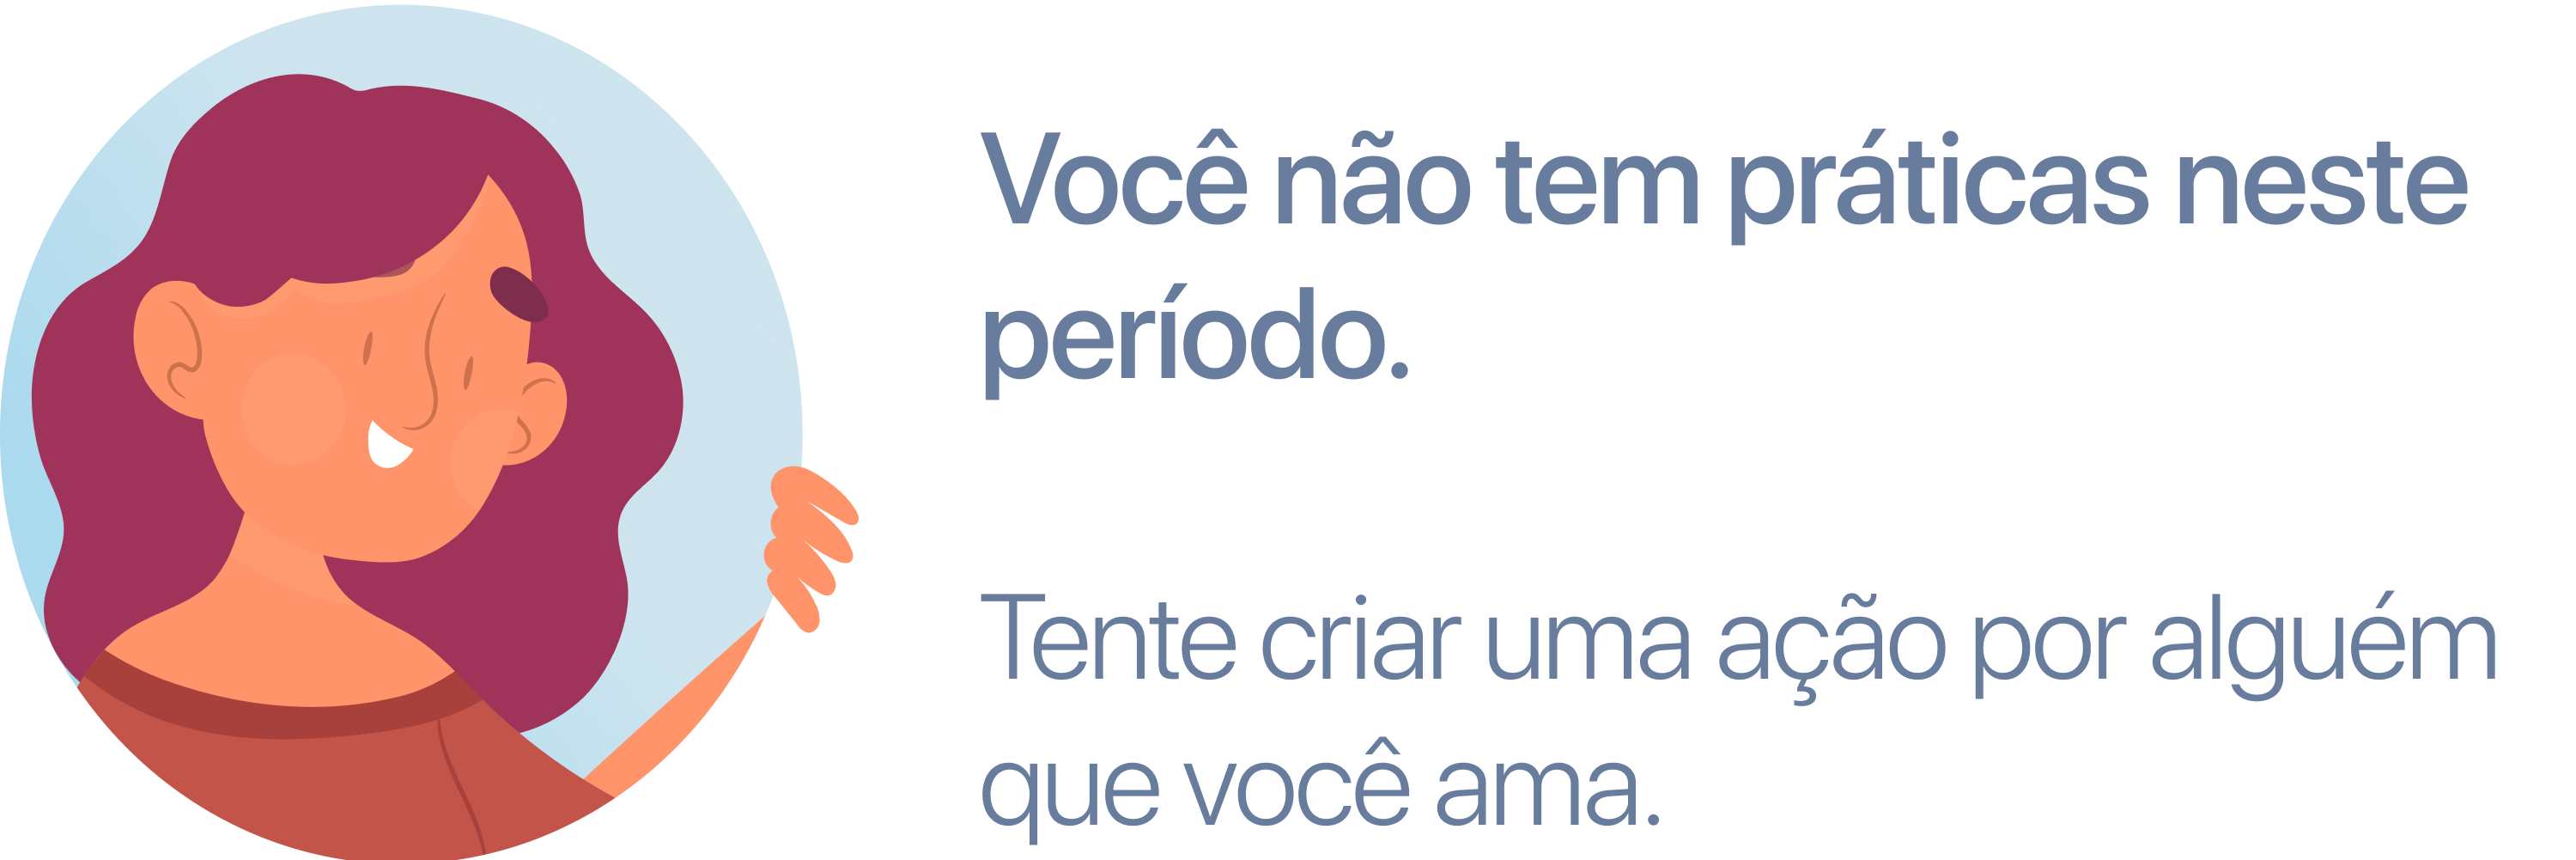 Você não tem práticas neste
período.
Tente criar uma ação por alguém
que você ama.